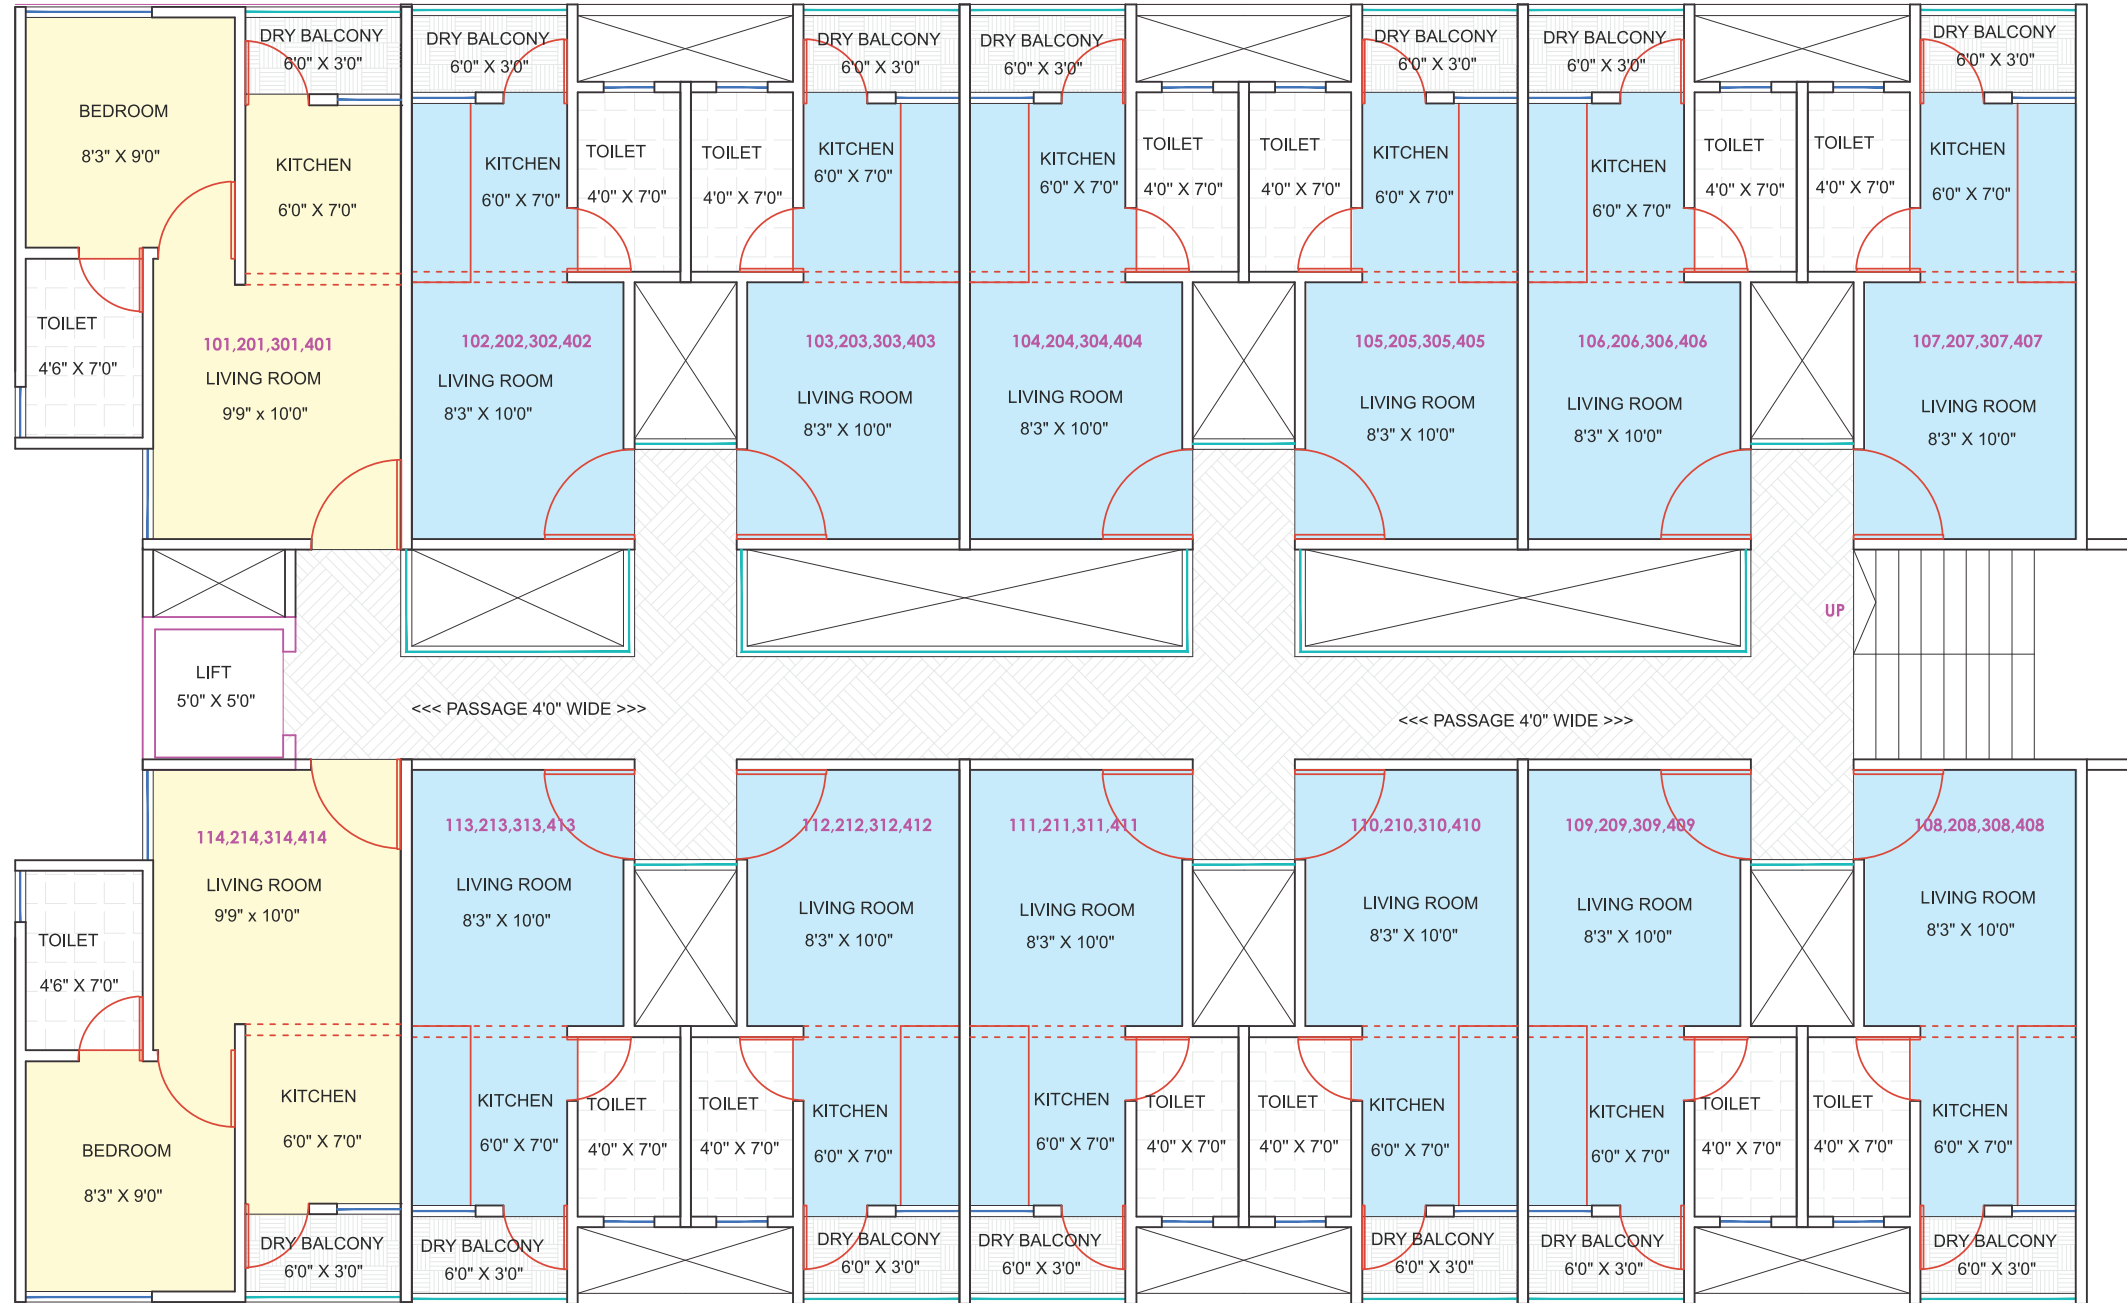 DRY BALCONY
6'0" X 3'0"
DRY BALCONY
6'0" X 3'0"
DRY BALCONY
6'0" X 3'0"
DRY BALCONY
6'0" X 3'0"
DRY BALCONY
6'0" X 3'0"
DRY BALCONY
6'0" X 3'0"
DRY BALCONY
6'0" X 3'0"
BEDROOM
8'3" X 9'0"
KITCHEN
6'0" X 7'0"
KITCHEN
6'0" X 7'0"
TOILET
4'0" X 7'0"
TOILET
4'0" X 7'0"
KITCHEN
6'0" X 7'0"
KITCHEN
6'0" X 7'0"
TOILET
4'0" X 7'0"
TOILET
4'0" X 7'0"
KITCHEN
6'0" X 7'0"
KITCHEN
6'0" X 7'0"
TOILET
4'0" X 7'0"
TOILET
4'0" X 7'0"
KITCHEN
6'0" X 7'0"
TOILET
4'6" X 7'0"
101,201,301,401
LIVING ROOM
9'9" x 10'0"
102,202,302,402
LIVING ROOM
8'3" X 10'0"
103,203,303,403
LIVING ROOM
8'3" X 10'0"
104,204,304,404
LIVING ROOM
8'3" X 10'0"
105,205,305,405
LIVING ROOM
8'3" X 10'0"
106,206,306,406
LIVING ROOM
8'3" X 10'0"
107,207,307,407
LIVING ROOM
8'3" X 10'0"
UP
LIFT
5'0" X 5'0"
<<< PASSAGE 4'0" WIDE >>>
<<< PASSAGE 4'0" WIDE >>>
114,214,314,414
LIVING ROOM
9'9" x 10'0"
113,213,313,413
LIVING ROOM
8'3" X 10'0"
112,212,312,412
LIVING ROOM
8'3" X 10'0"
111,211,311,411
LIVING ROOM
8'3" X 10'0"
110,210,310,410
LIVING ROOM
8'3" X 10'0"
109,209,309,409
LIVING ROOM
8'3" X 10'0"
108,208,308,408
LIVING ROOM
8'3" X 10'0"
TOILET
4'6" X 7'0"
BEDROOM
8'3" X 9'0"
KITCHEN
6'0" X 7'0"
KITCHEN
6'0" X 7'0"
TOILET
4'0" X 7'0"
TOILET
4'0" X 7'0"
KITCHEN
6'0" X 7'0"
KITCHEN
6'0" X 7'0"
TOILET
4'0" X 7'0"
TOILET
4'0" X 7'0"
KITCHEN
6'0" X 7'0"
KITCHEN
6'0" X 7'0"
TOILET
4'0" X 7'0"
TOILET
4'0" X 7'0"
KITCHEN
6'0" X 7'0"
DRY BALCONY
6'0" X 3'0"
DRY BALCONY
6'0" X 3'0"
DRY BALCONY
6'0" X 3'0"
DRY BALCONY
6'0" X 3'0"
DRY BALCONY
6'0" X 3'0"
DRY BALCONY
6'0" X 3'0"
DRY BALCONY
6'0" X 3'0"